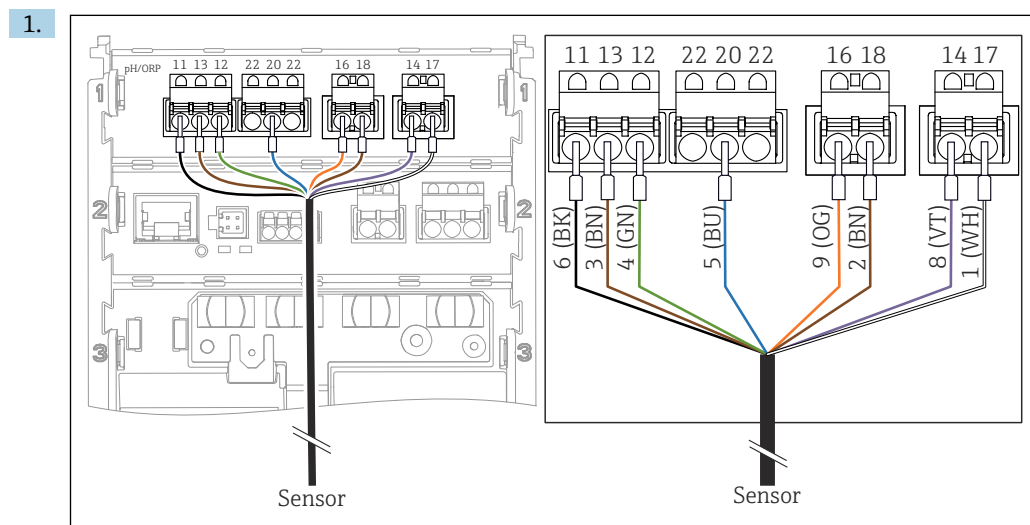 1.
pH/ORP 11 13 12 22 20 22 16 18 14 17
1 1
2 2
3 3
Sensor
11 13 12 22 20 22 16 18 14 17
6 (BK)
3 (BN)
4 (GN)
5 (BU)
9 (OG)
2 (BN)
8 (VT)
1 (WH)
Sensor